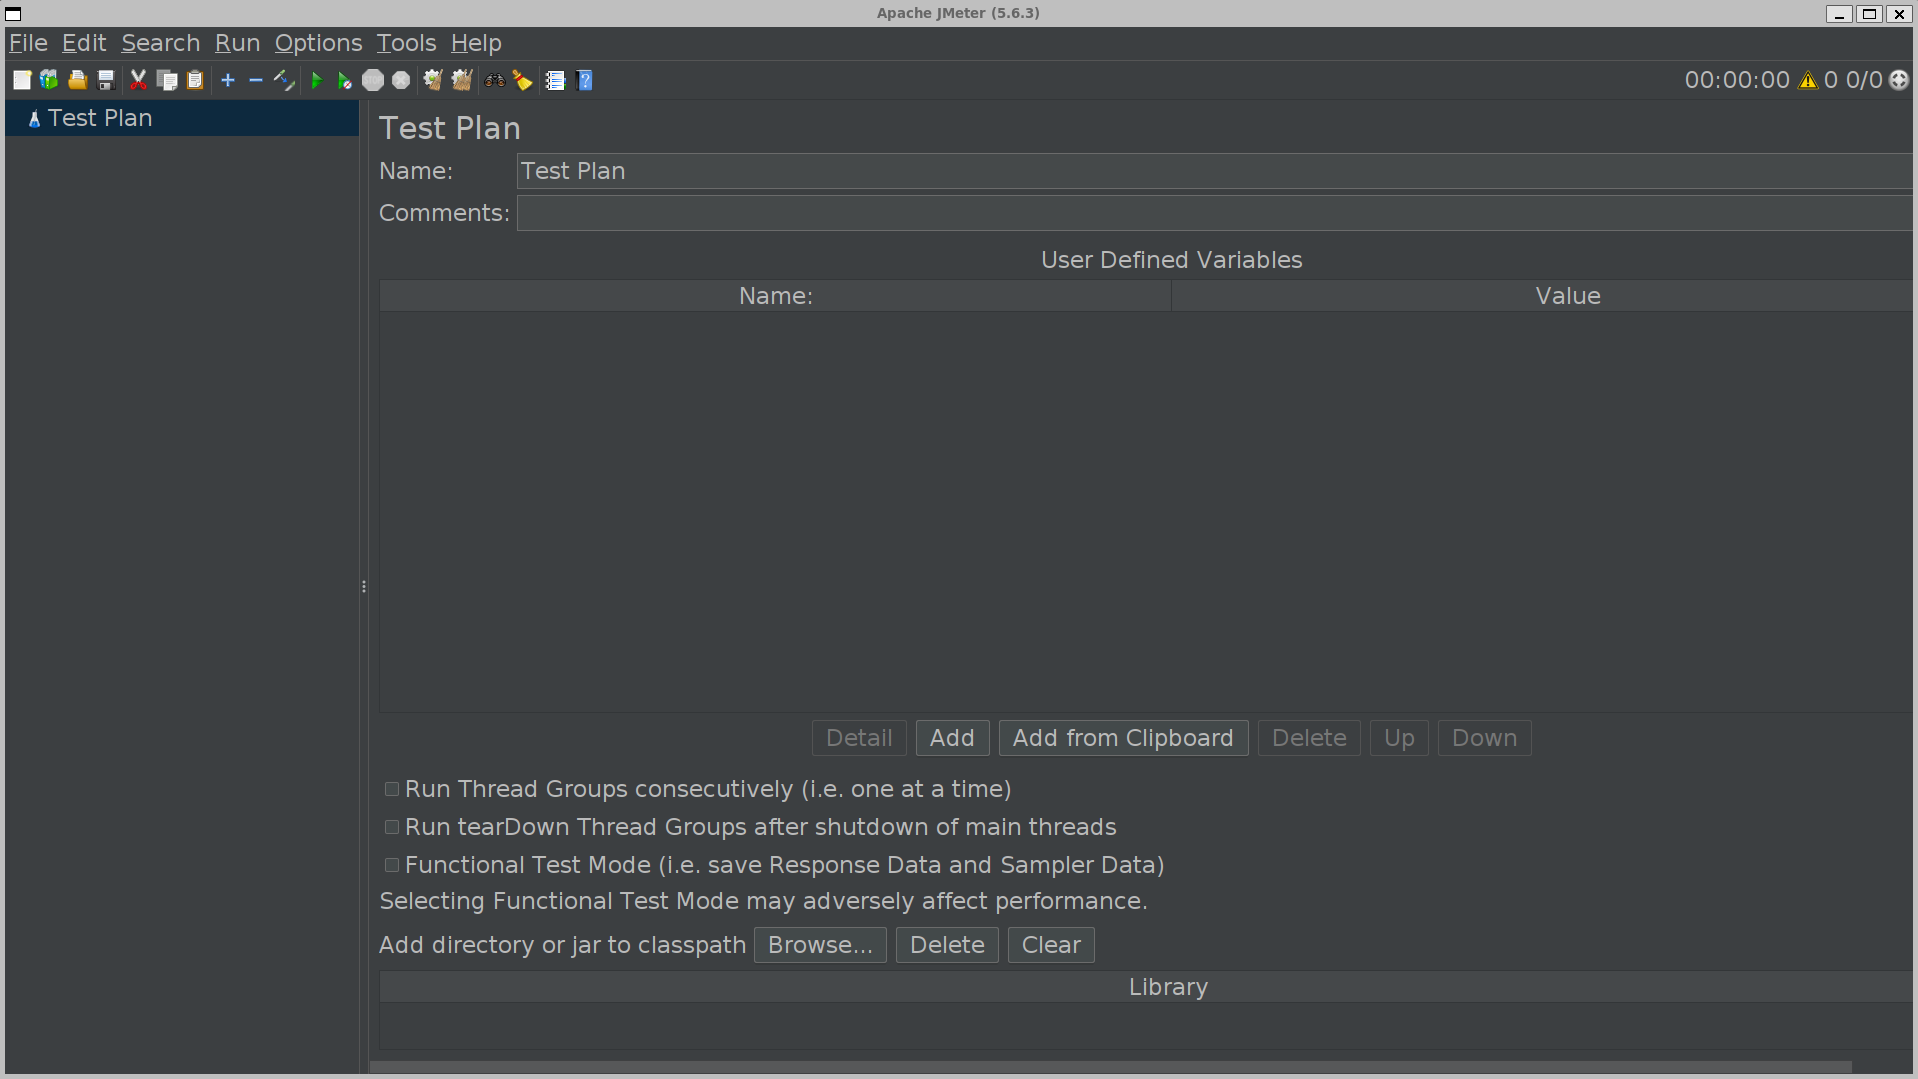 Apache JMeter (5.6.3)
File Edit Search Run Options Tools Help
00:00:00 0 0/0
Test Plan
Test Plan
Name: Test Plan
Comments:
User Defined Variables
Name: Value
Detail Add Add from Clipboard Delete Up Down
Run Thread Groups consecutively (i.e. one at a time)
Run tearDown Thread Groups after shutdown of main threads
Functional Test Mode (i.e. save Response Data and Sampler Data)
Selecting Functional Test Mode may adversely affect performance.
Add directory or jar to classpath Browse... Delete Clear
Library